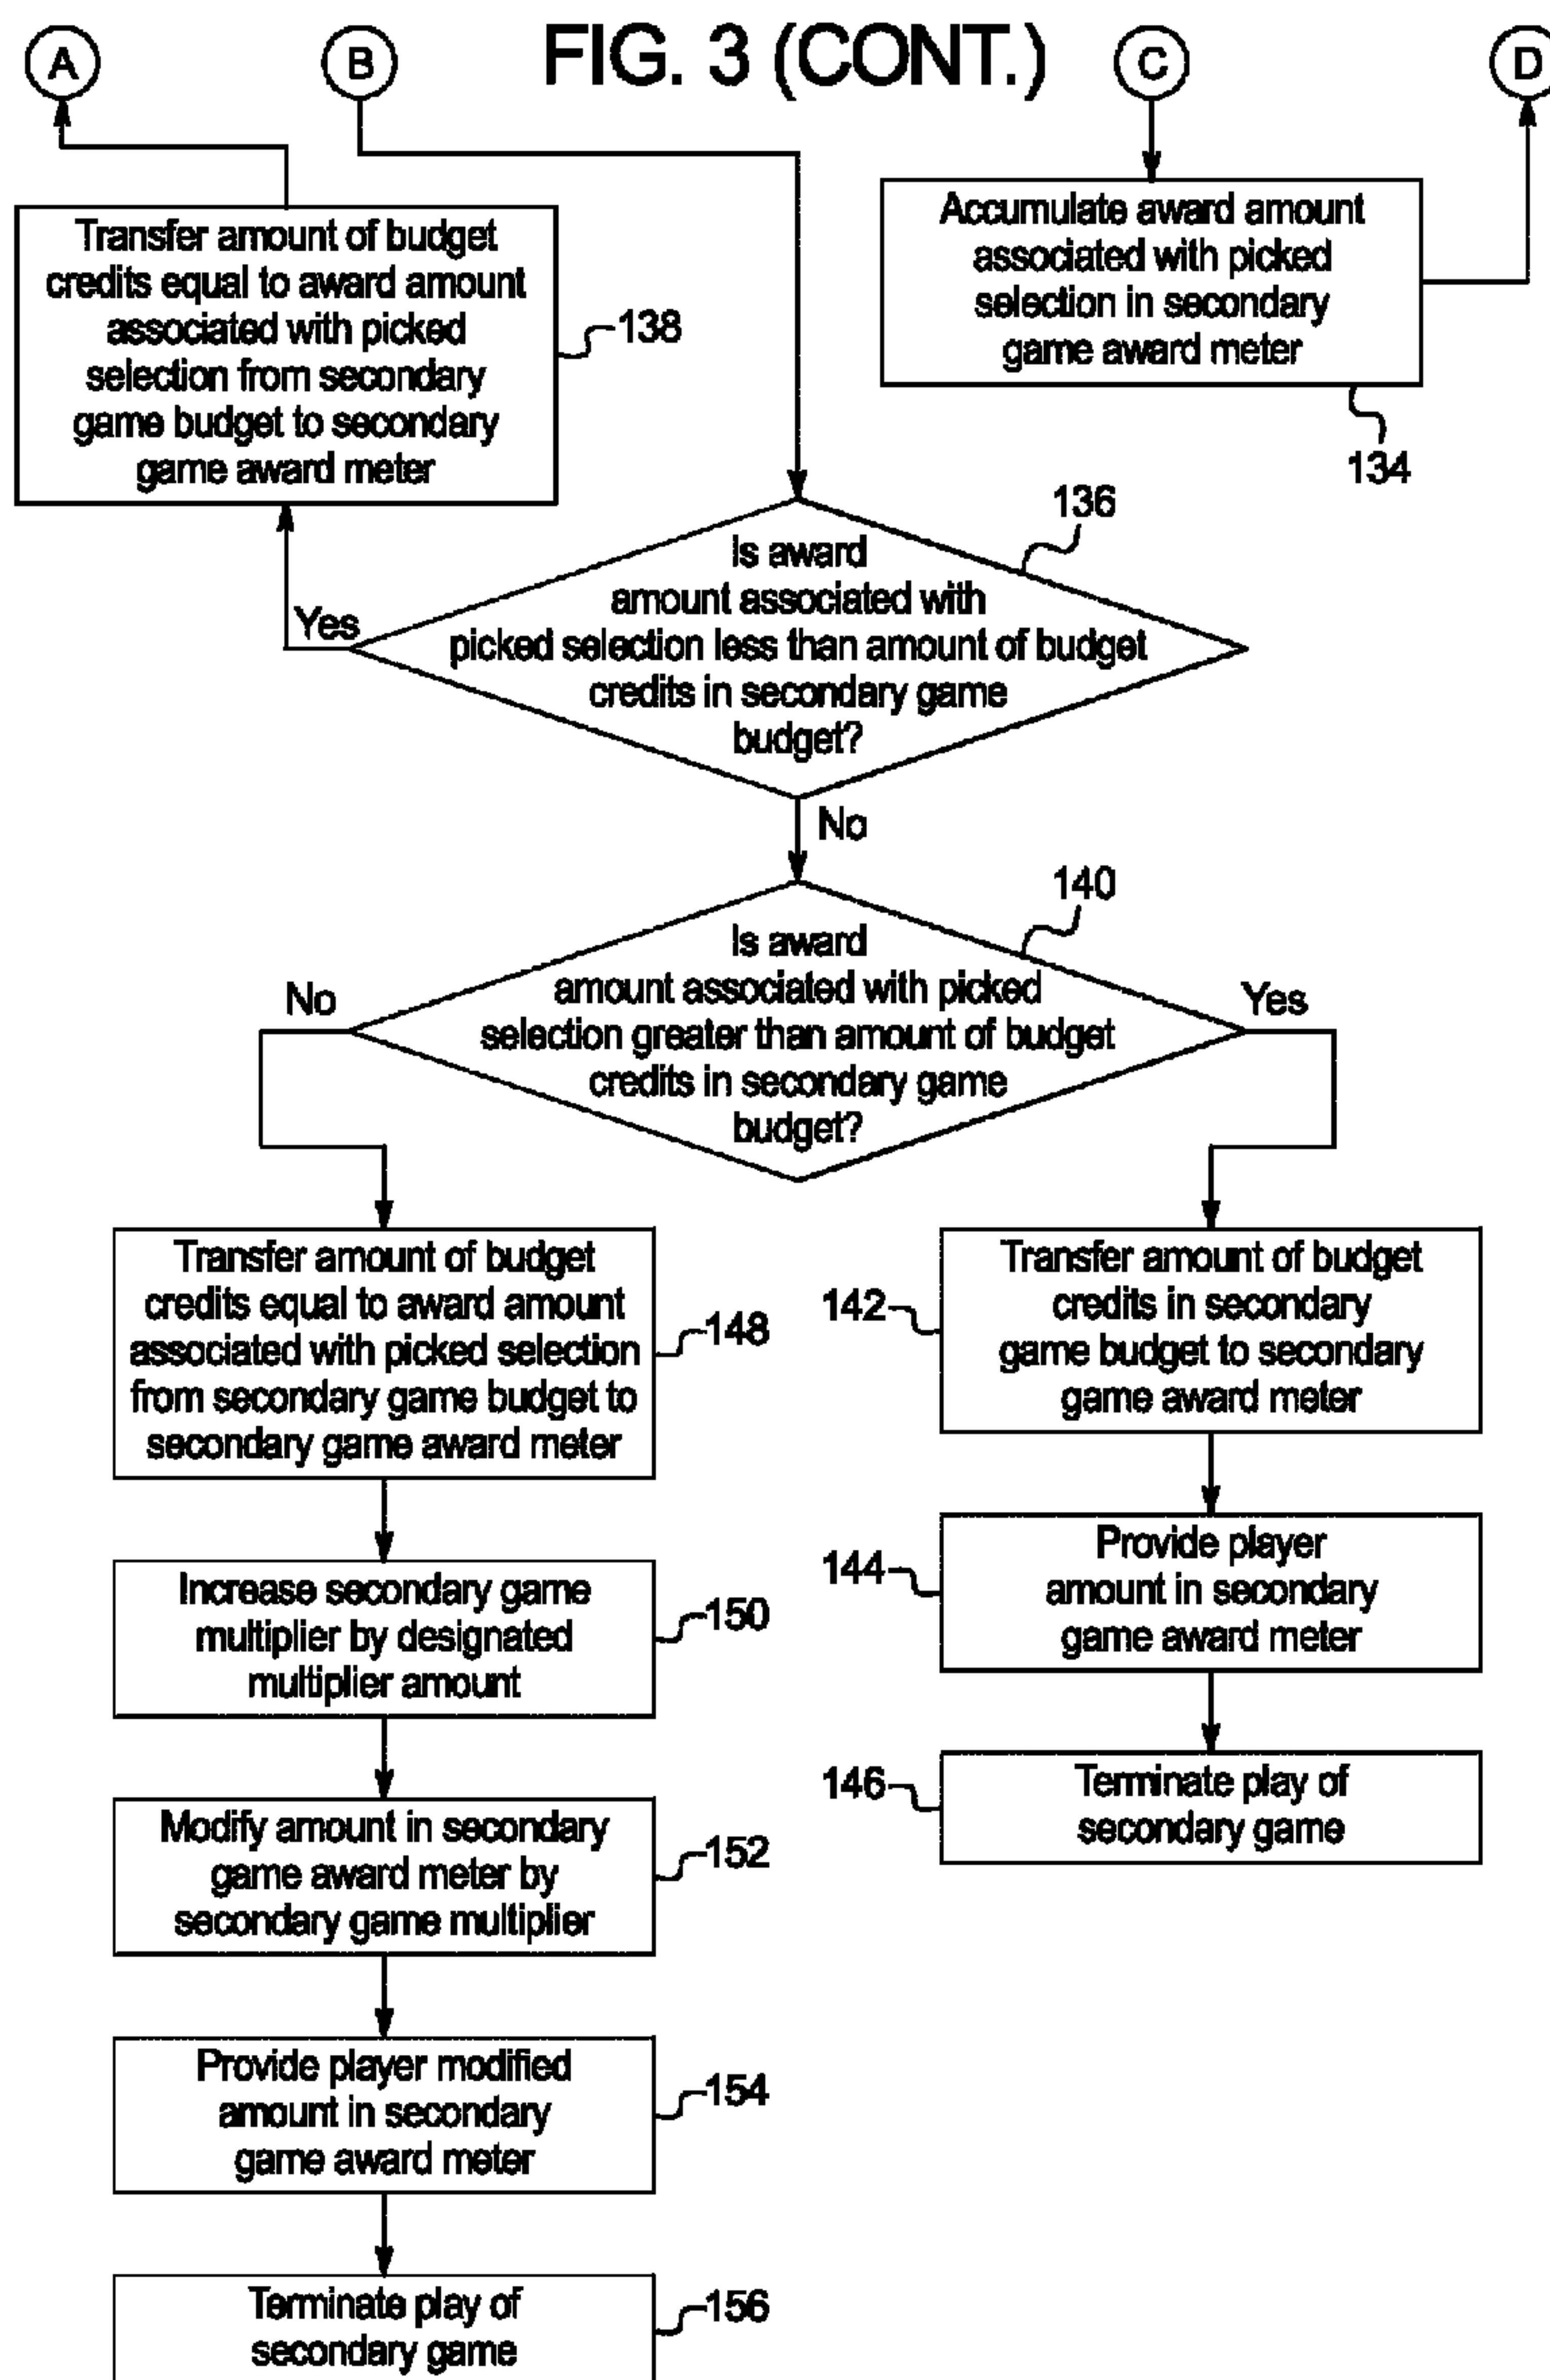 FIG. 3 (CONT.)
A
B
C
D
Transfer amount of budget
credits equal to award amount
associated with picked
selection from secondary
game budget to secondary
game award meter
138
Accumulate award amount
associated with picked
selection in secondary
game award meter
134
136
Is award
amount associated with
picked selection less than amount of budget
credits in secondary game
budget?
Yes
No
140
Is award
amount associated with picked
selection greater than amount of budget
credits in secondary game
budget?
No
Yes
Transfer amount of budget
credits equal to award amount
associated with picked selection
from secondary game budget to
secondary game award meter
148
142
Transfer amount of budget
credits in secondary
game budget to secondary
game award meter
Increase secondary game
multiplier by designated
multiplier amount
150
144
Provide player
amount in secondary
game award meter
146
Terminate play of
secondary game
Modify amount in secondary
game award meter by
secondary game multiplier
152
Provide player modified
amount in secondary
game award meter
154
Terminate play of
secondary game
156